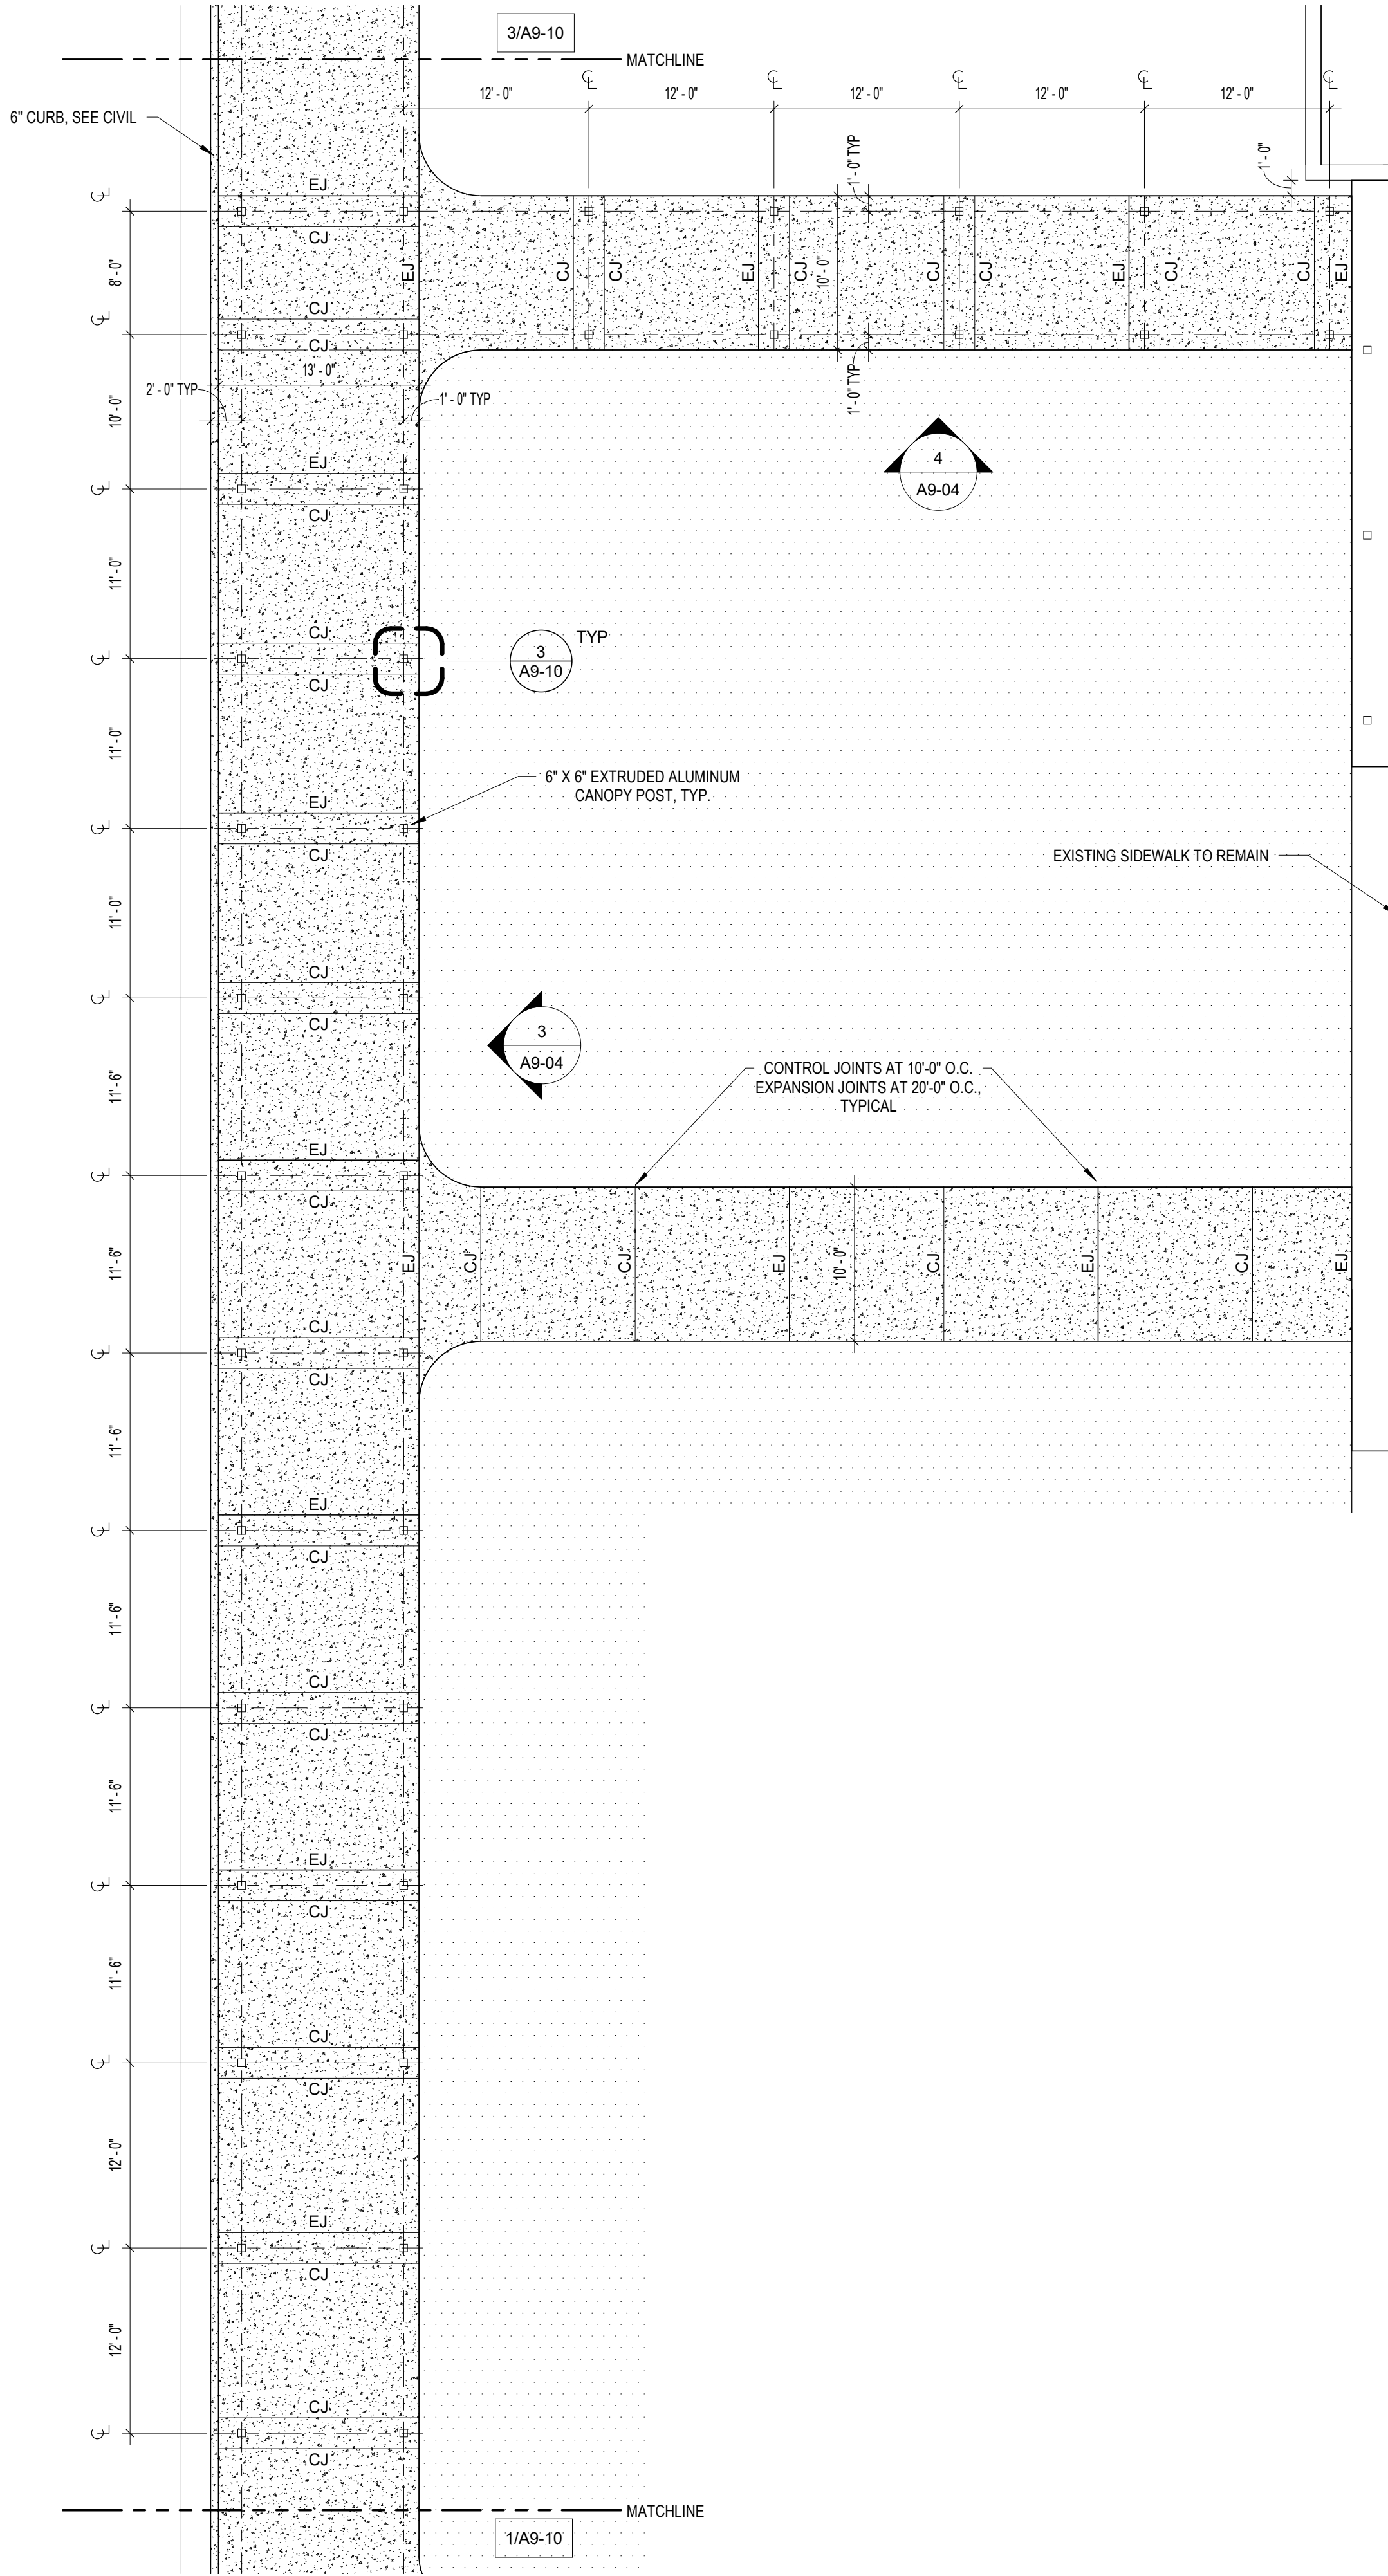 3/A9-10
MATCHLINE
12' - 0"
12' - 0"
12' - 0"
12' - 0"
12' - 0"
6" CURB, SEE CIVIL
1' - 0" TYP
1' - 0"
EJ
CJ
8' - 0"
EJ
CJ
CJ
EJ
CJ
10' - 0"
CJ
CJ
EJ
CJ
CJ
EJ
CJ
CJ
13' - 0"
2' - 0" TYP
1' - 0" TYP
1' - 0" TYP
10' - 0"
EJ
4
A9-04
CJ
11' - 0"
CJ
3
A9-10
TYP
CJ
11' - 0"
6" X 6" EXTRUDED ALUMINUM
CANOPY POST, TYP.
EJ
CJ
EXISTING SIDEWALK TO REMAIN
11' - 0"
CJ
CJ
3
A9-04
11' - 6"
CONTROL JOINTS AT 10'-0" O.C.
EXPANSION JOINTS AT 20'-0" O.C.,
TYPICAL
EJ
CJ
11' - 6"
EJ
CJ
CJ
EJ
10' - 0"
CJ
EJ
CJ
EJ
CJ
CJ
11' - 6"
EJ
CJ
11' - 6"
CJ
CJ
11' - 6"
EJ
CJ
11' - 6"
CJ
CJ
12' - 0"
EJ
CJ
12' - 0"
CJ
CJ
MATCHLINE
1/A9-10